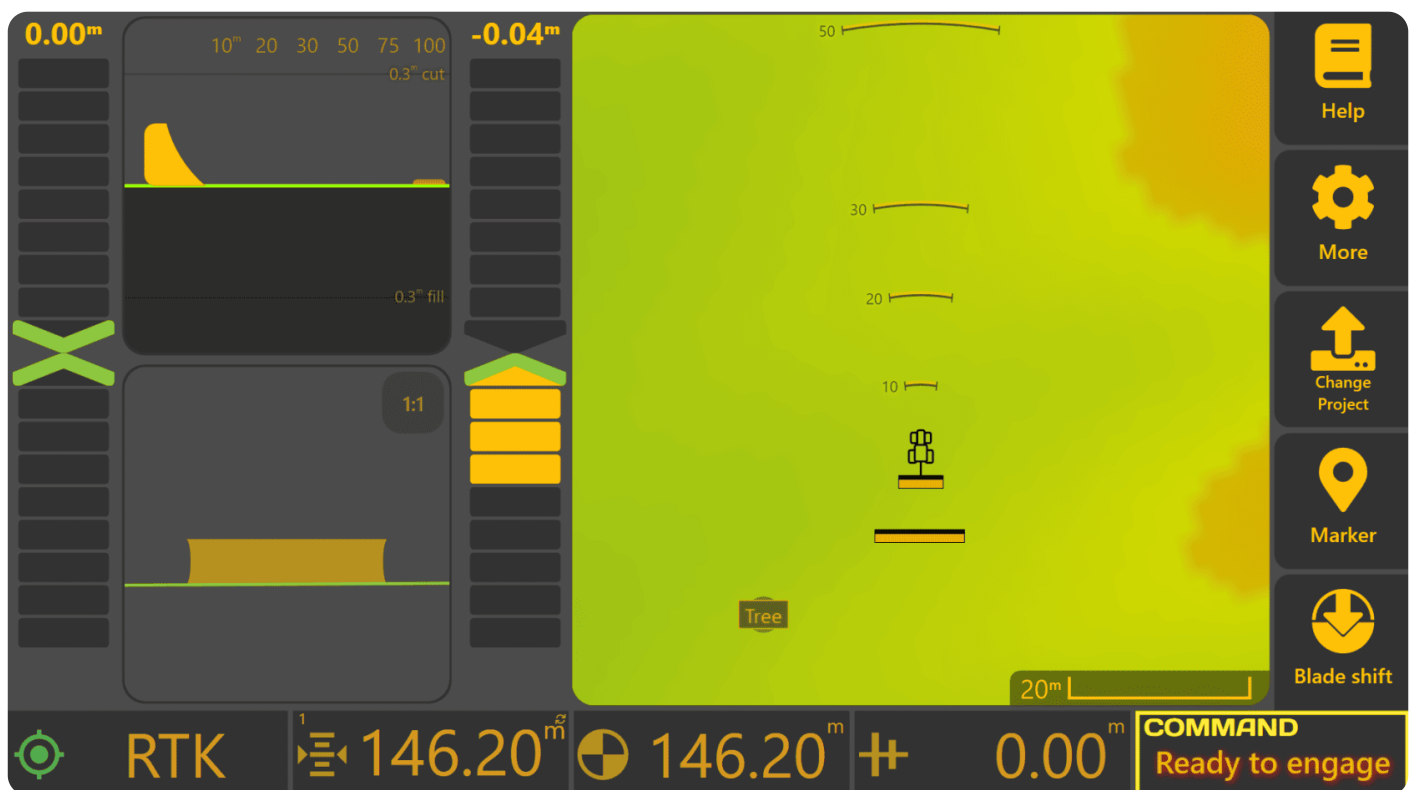 0.00m
10m 20 30 50 75 100
0.3m cut
0.3m fill
1:1
-0.04m
50
30
20
10
Tree
20m
Help
More
Change
Project
Marker
Blade shift
RTK
1
146.20m̃²
146.20m
0.00m
COMMAND
Ready to engage